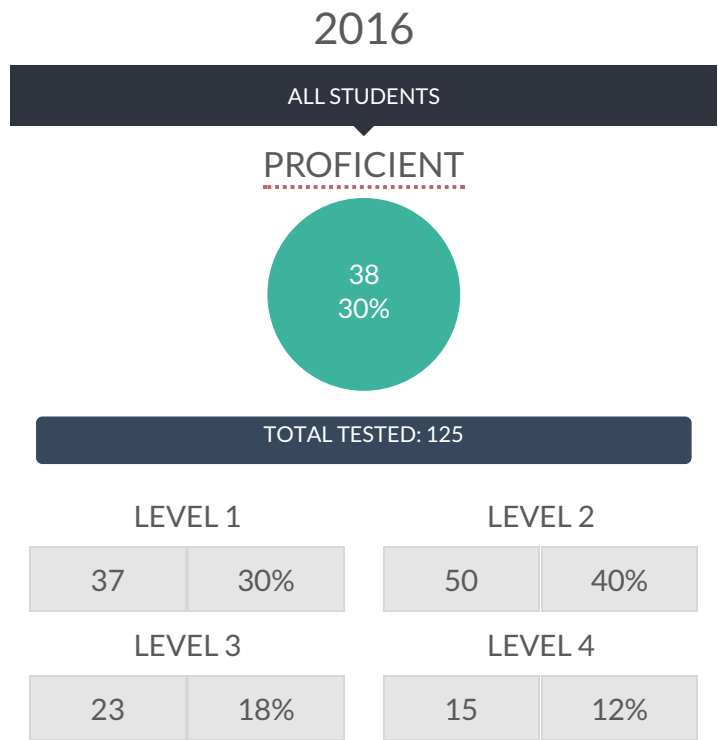 2016
ALL STUDENTS
PROFICIENT
38
30%
TOTAL TESTED: 125
LEVEL 1 LEVEL 2
37 30% 50 40%
LEVEL 3 LEVEL 4
23 18% 15 12%